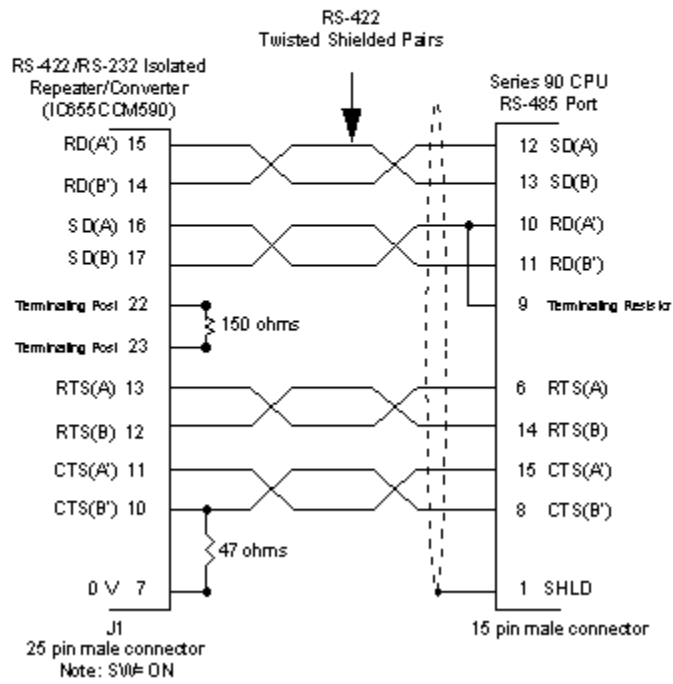 RS-422
Twisted Shielded Pairs
RS-422/RS-232 Isolated
Repeater/Converter
(IC655CCM590)
Series 90 CPU
RS-485 Port
RD(A') 15
12 SD(A)
RD(B') 14
13 SD(B)
SD(A) 16
10 RD(A')
SD(B) 17
11 RD(B')
Terminating Posi 22
9 Terminating Resistor
150 ohms
Terminating Posi 23
RTS(A) 13
6 RTS(A)
RTS(B) 12
14 RTS(B)
CTS(A') 11
15 CTS(A')
CTS(B') 10
8 CTS(B')
47 ohms
0 V 7
1 SHLD
J1
25 pin male connector
Note: SW= ON
15 pin male connector